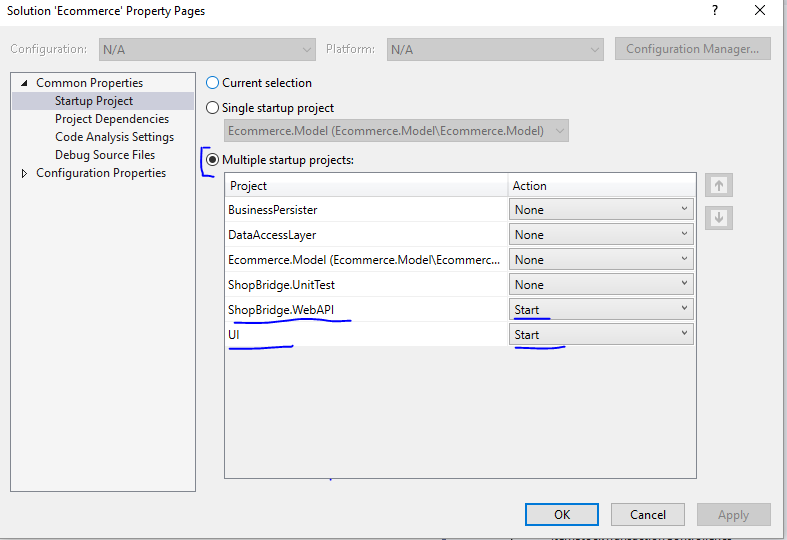 Solution 'Ecommerce' Property Pages
Configuration: N/A Platform: N/A Configuration Manager...
Common Properties
Startup Project
Project Dependencies
Code Analysis Settings
Debug Source Files
Configuration Properties
Current selection
Single startup project
Ecommerce.Model (Ecommerce.Model\Ecommerce.Model)
Multiple startup projects:
Project Action
BusinessPersister None
DataAccessLayer None
Ecommerce.Model (Ecommerce.Model\Ecommerc... None
ShopBridge.UnitTest None
ShopBridge.WebAPI Start
UI Start
OK Cancel Apply